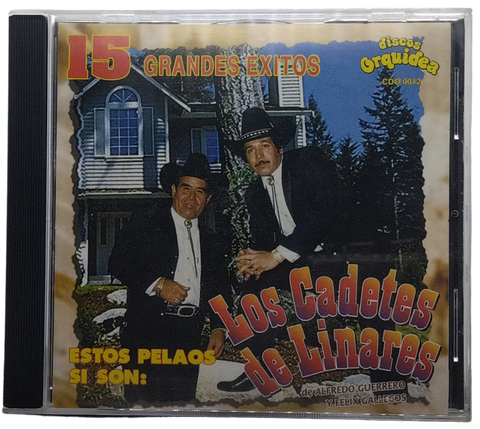 15 GRANDES EXITOS
discos
Orquidea
CDO 0042
Los Cadetes
de Linares
ESTOS PELAOS
SI SON:
de ALFREDO GUERRERO
Y FELIX GALLEGOS